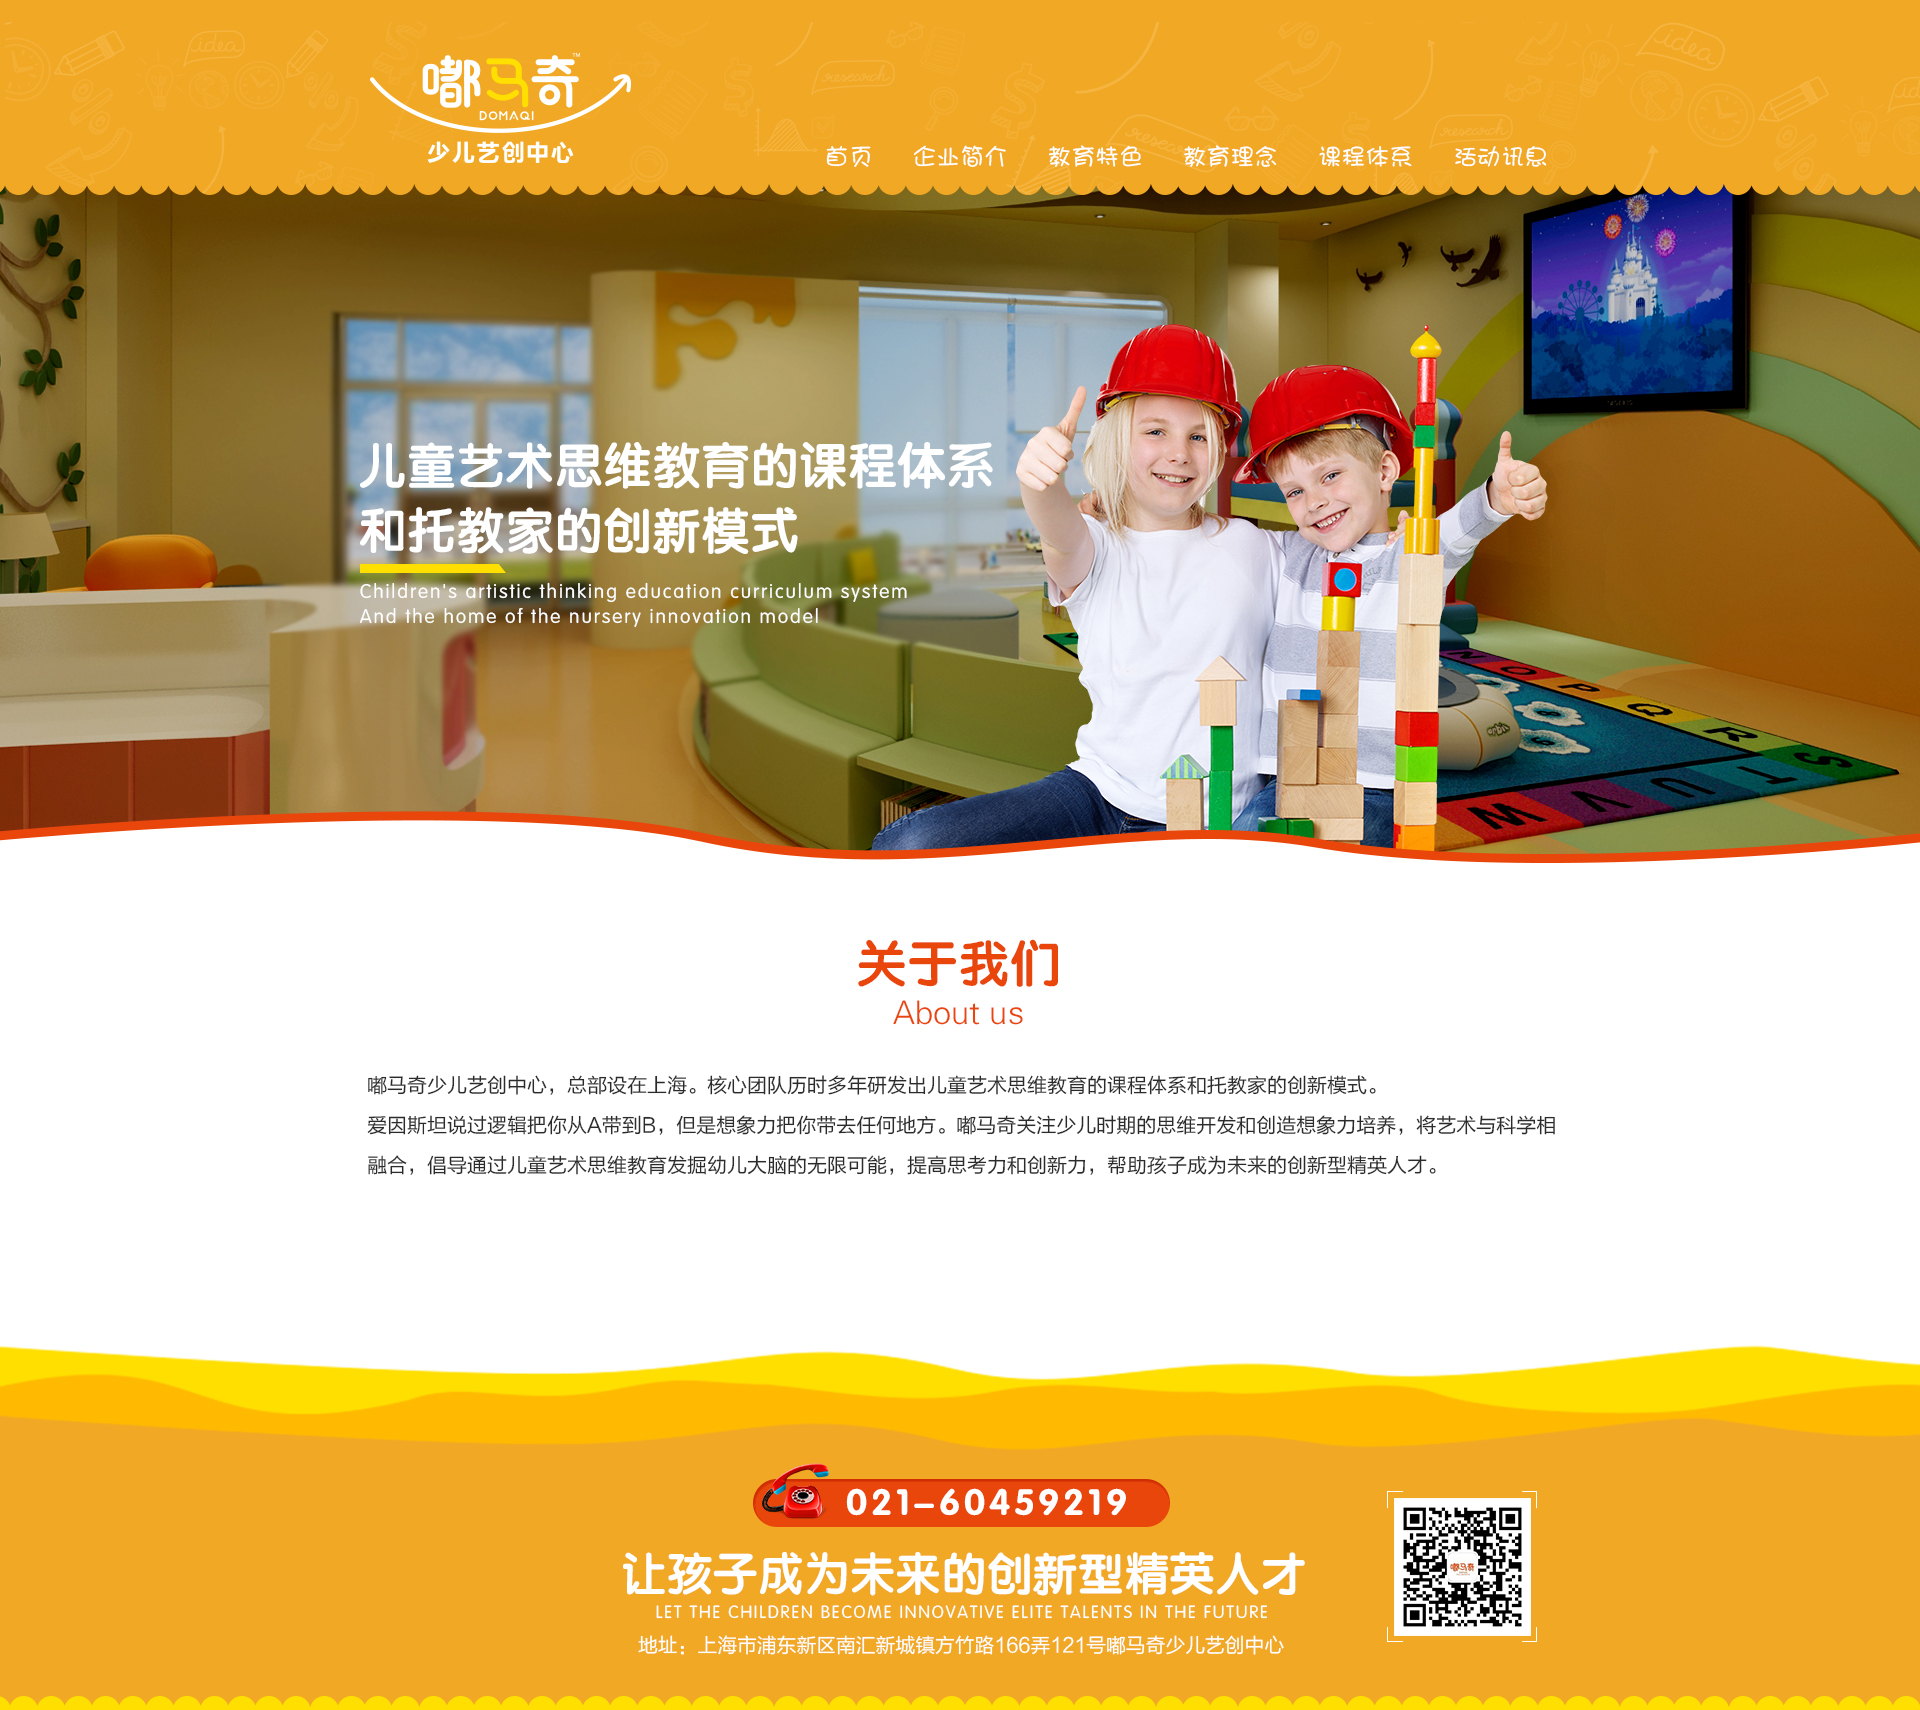 嘟马奇
TM
DOMAQI
少儿艺创中心
首页 企业简介 教育特色 教育理念 课程体系 活动讯息
idea
research
research
research
idea
儿童艺术思维教育的课程体系
和托教家的创新模式
Children's artistic thinking education curriculum system
And the home of the nursery innovation model
N O P Q R S T U V W
关于我们
About us
嘟马奇少儿艺创中心，总部设在上海。核心团队历时多年研发出儿童艺术思维教育的课程体系和托教家的创新模式。
爱因斯坦说过逻辑把你从A带到B，但是想象力把你带去任何地方。嘟马奇关注少儿时期的思维开发和创造想象力培养，将艺术与科学相
融合，倡导通过儿童艺术思维教育发掘幼儿大脑的无限可能，提高思考力和创新力，帮助孩子成为未来的创新型精英人才。
021-60459219
让孩子成为未来的创新型精英人才
LET THE CHILDREN BECOME INNOVATIVE ELITE TALENTS IN THE FUTURE
地址：上海市浦东新区南汇新城镇方竹路166弄121号嘟马奇少儿艺创中心
嘟马奇